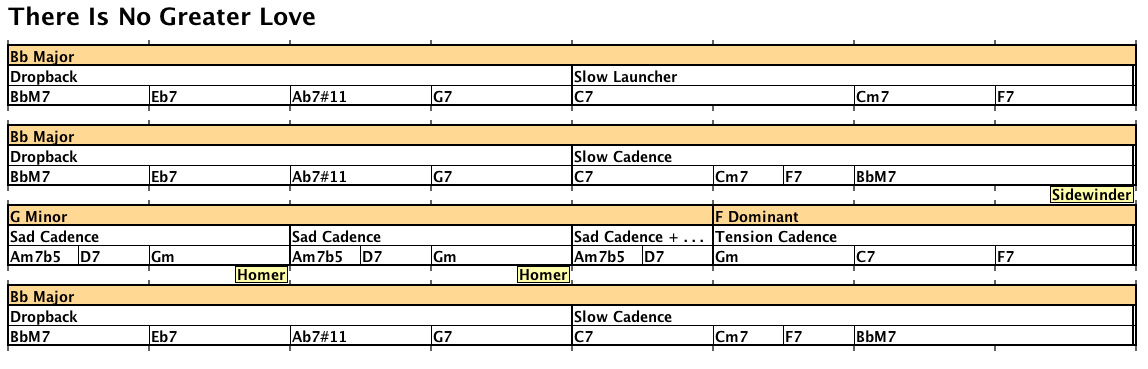 There Is No Greater Love
Bb Major
Dropback Slow Launcher
BbM7 Eb7 Ab7#11 G7 C7 Cm7 F7
Bb Major
Dropback Slow Cadence
BbM7 Eb7 Ab7#11 G7 C7 Cm7 F7 BbM7
Sidewinder
G Minor F Dominant
Sad Cadence Sad Cadence Sad Cadence + ... Tension Cadence
Am7b5 D7 Gm Am7b5 D7 Gm Am7b5 D7 Gm C7 F7
Homer Homer
Bb Major
Dropback Slow Cadence
BbM7 Eb7 Ab7#11 G7 C7 Cm7 F7 BbM7